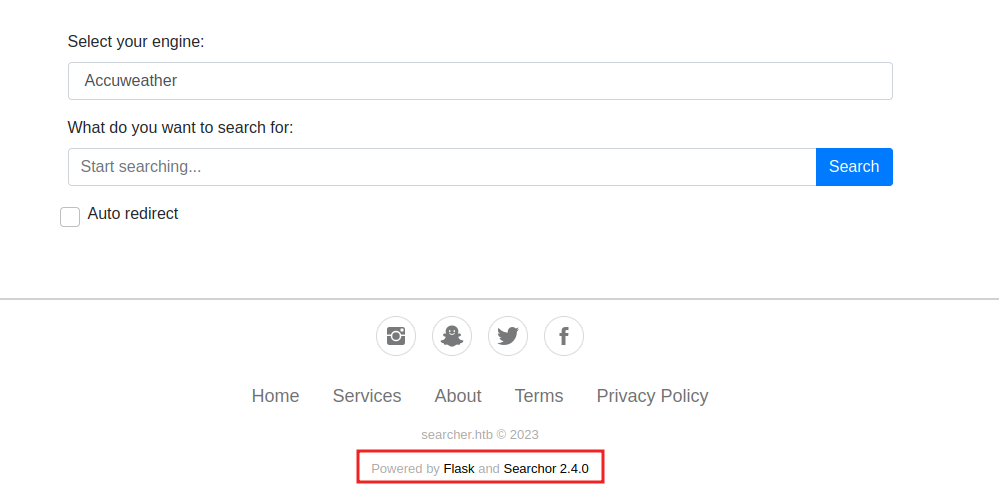 Select your engine:
Accuweather
What do you want to search for:
Start searching... Search
Auto redirect
Home Services About Terms Privacy Policy
searcher.htb © 2023
Powered by Flask and Searchor 2.4.0